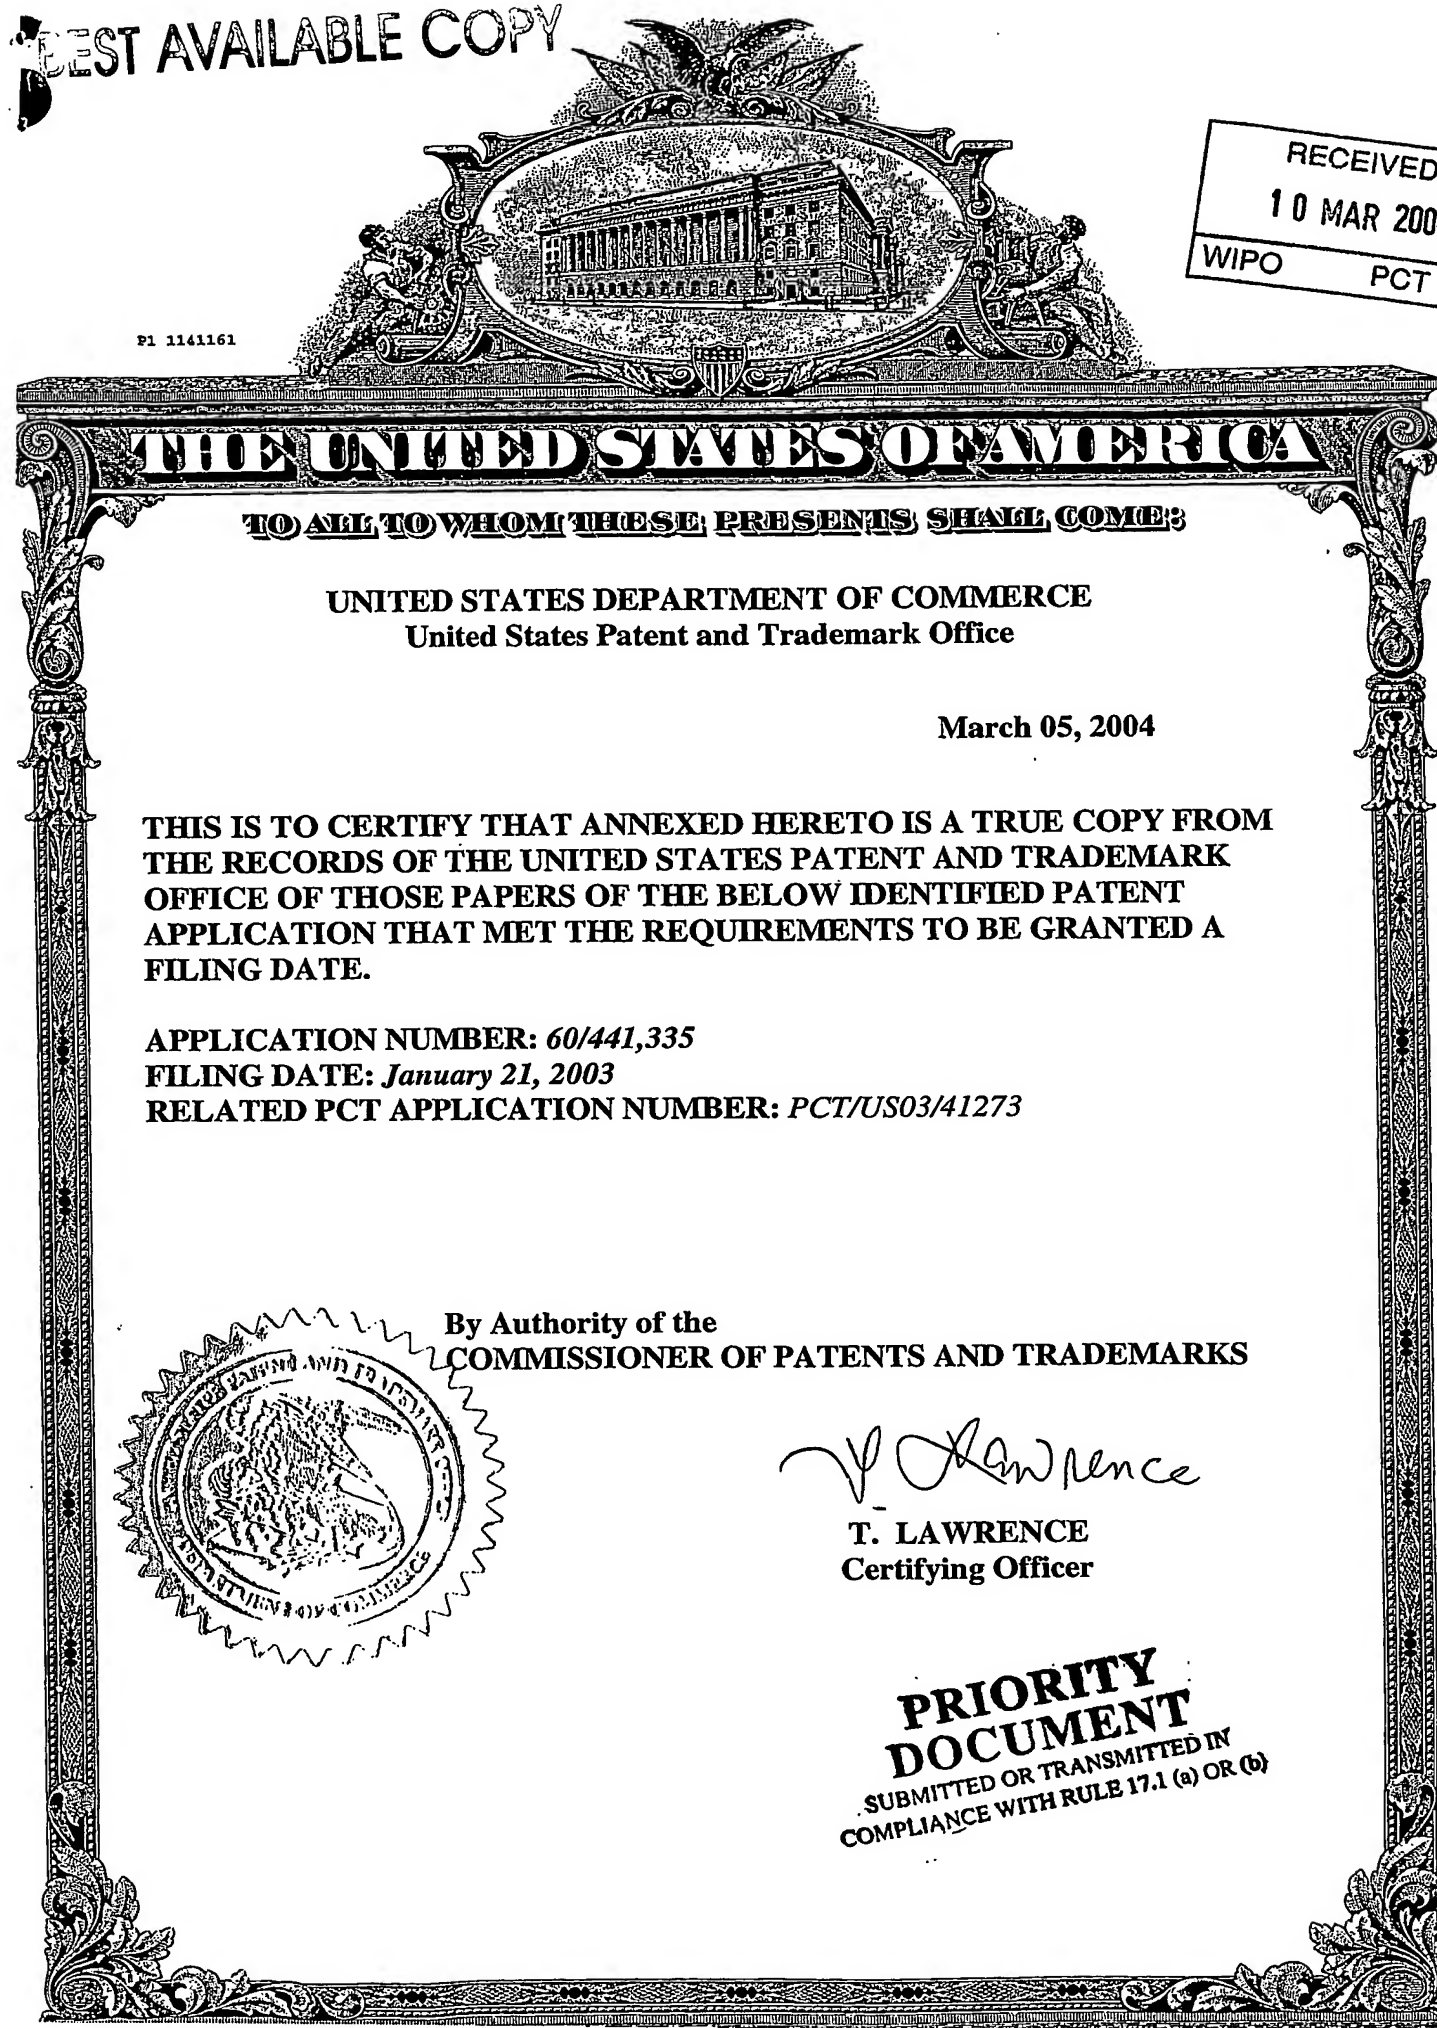 BEST AVAILABLE COPY
RECEIVED
10 MAR 200
WIPO PCT
P1 1141161
THE UNITED STATES OF AMERICA
TO ALL TO WHOM THESE PRESENTS SHALL COME:
UNITED STATES DEPARTMENT OF COMMERCE
United States Patent and Trademark Office
March 05, 2004
THIS IS TO CERTIFY THAT ANNEXED HERETO IS A TRUE COPY FROM
THE RECORDS OF THE UNITED STATES PATENT AND TRADEMARK
OFFICE OF THOSE PAPERS OF THE BELOW IDENTIFIED PATENT
APPLICATION THAT MET THE REQUIREMENTS TO BE GRANTED A
FILING DATE.
APPLICATION NUMBER: 60/441,335
FILING DATE: January 21, 2003
RELATED PCT APPLICATION NUMBER: PCT/US03/41273
By Authority of the
COMMISSIONER OF PATENTS AND TRADEMARKS
T. Lawrence
T. LAWRENCE
Certifying Officer
PRIORITY
DOCUMENT
SUBMITTED OR TRANSMITTED IN
COMPLIANCE WITH RULE 17.1 (a) OR (b)